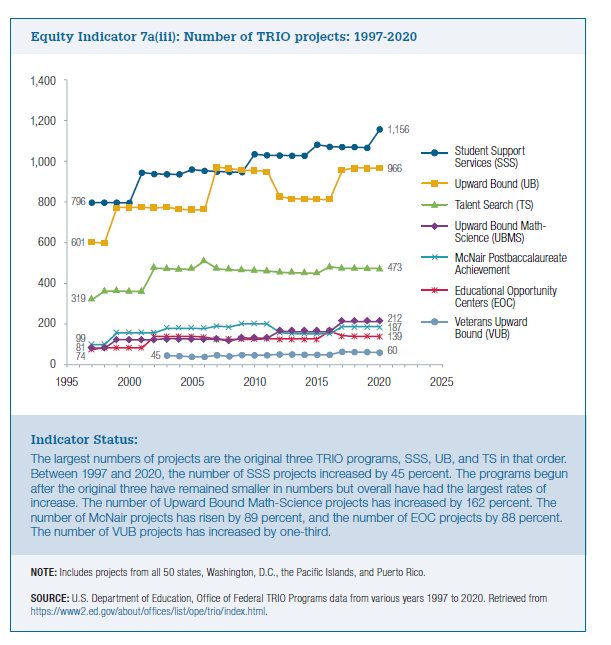 Equity Indicator 7a(iii): Number of TRIO projects: 1997-2020
1,400
1,200
1,000
800
600
400
200
0
1995
2000
2005
2010
2015
2020
2025
796
601
319
99
81
74
45
1,156
966
473
212
187
139
60
Student Support
Services (SSS)
Upward Bound (UB)
Talent Search (TS)
Upward Bound Math-
Science (UBMS)
McNair Postbaccalaureate
Achievement
Educational Opportunity
Centers (EOC)
Veterans Upward
Bound (VUB)
Indicator Status:
The largest numbers of projects are the original three TRIO programs, SSS, UB, and TS in that order.
Between 1997 and 2020, the number of SSS projects increased by 45 percent. The programs begun
after the original three have remained smaller in numbers but overall have had the largest rates of
increase. The number of Upward Bound Math-Science projects has increased by 162 percent. The
number of McNair projects has risen by 89 percent, and the number of EOC projects by 88 percent.
The number of VUB projects has increased by one-third.
NOTE: Includes projects from all 50 states, Washington, D.C., the Pacific Islands, and Puerto Rico.
SOURCE: U.S. Department of Education, Office of Federal TRIO Programs data from various years 1997 to 2020. Retrieved from
https://www2.ed.gov/about/offices/list/ope/trio/index.html.